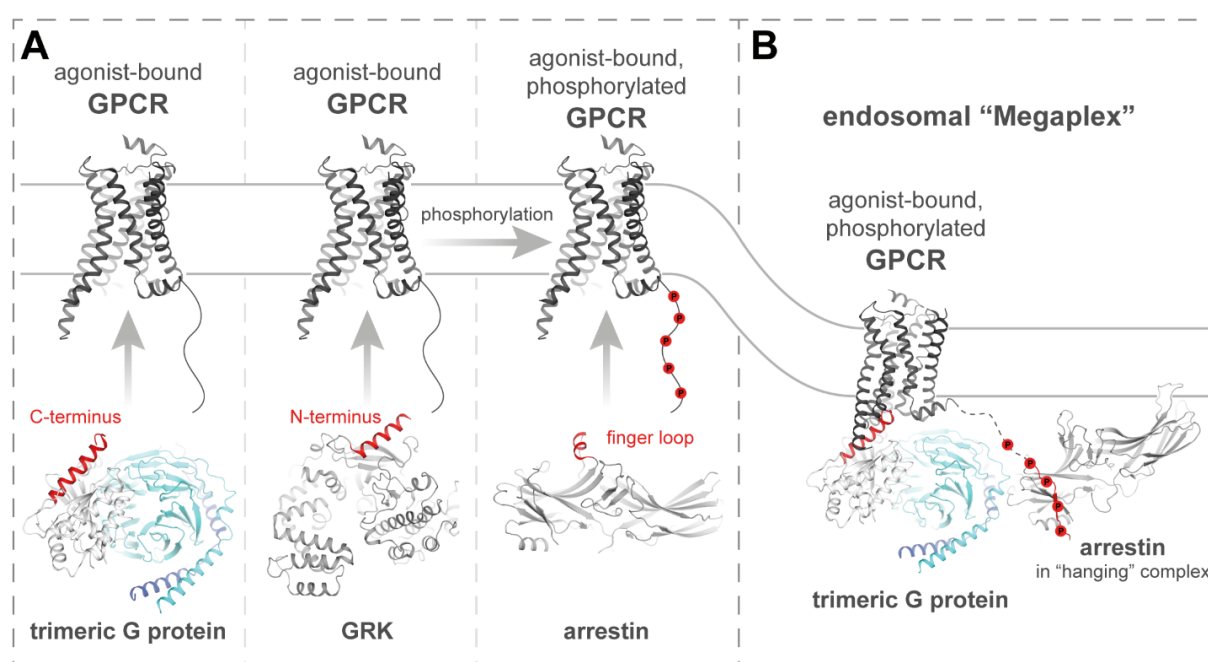 A
agonist-bound
GPCR
C-terminus
trimeric G protein
agonist-bound
GPCR
phosphorylation
N-terminus
GRK
agonist-bound,
phosphorylated
GPCR
P
P
P
P
P
finger loop
arrestin
B
endosomal “Megaplex”
agonist-bound,
phosphorylated
GPCR
P
P
P
P
P
arrestin
in “hanging” complex
trimeric G protein